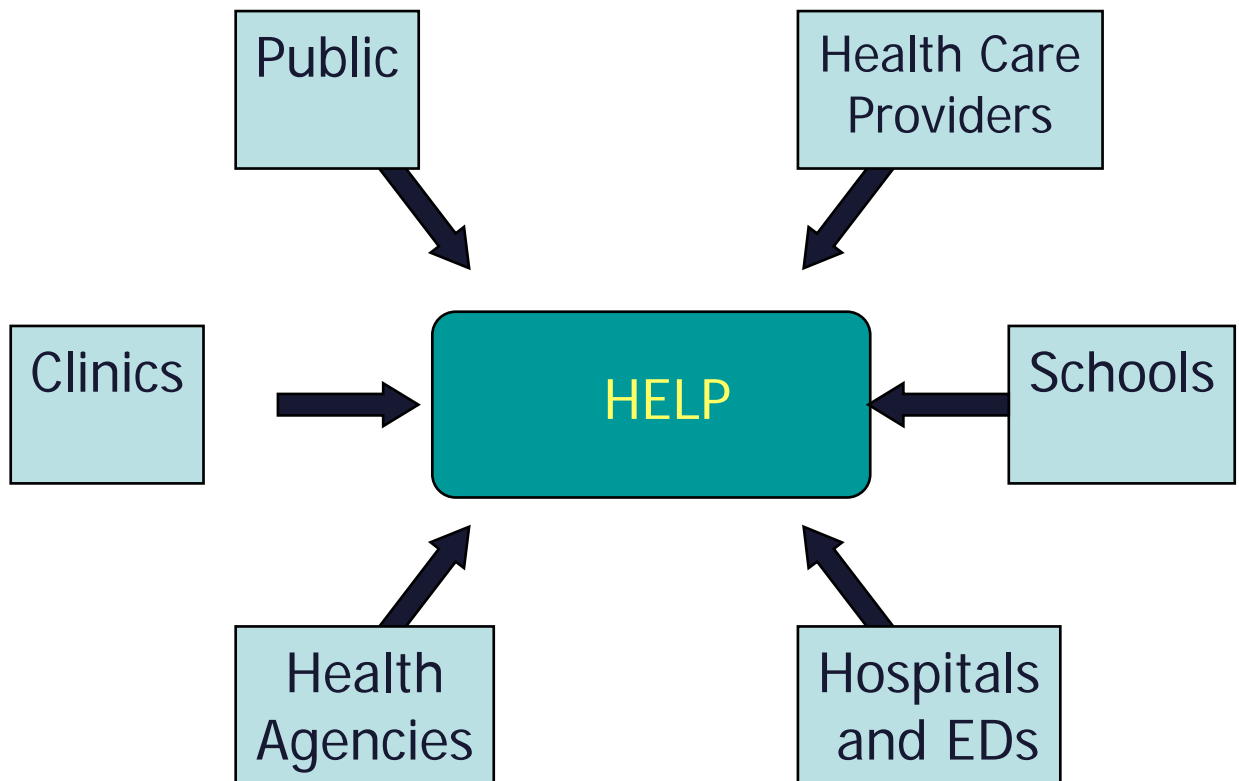 Public
Health Care
Providers
Clinics
HELP
Schools
Health
Agencies
Hospitals
and EDs